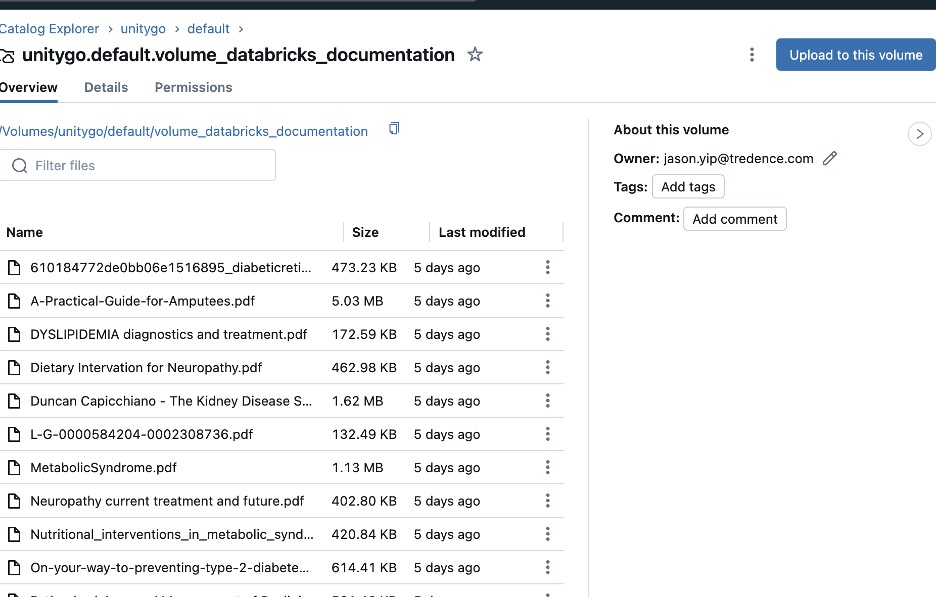 Catalog Explorer > unitygo > default >
unitygo.default.volume_databricks_documentation
Upload to this volume
Overview Details Permissions
/Volumes/unitygo/default/volume_databricks_documentation
Filter files
Name Size Last modified
610184772de0bb06e1516895_diabeticreti... 473.23 KB 5 days ago
A-Practical-Guide-for-Amputees.pdf 5.03 MB 5 days ago
DYSLIPIDEMIA diagnostics and treatment.pdf 172.59 KB 5 days ago
Dietary Intervation for Neuropathy.pdf 462.98 KB 5 days ago
Duncan Capicchiano - The Kidney Disease S... 1.62 MB 5 days ago
L-G-0000584204-0002308736.pdf 132.49 KB 5 days ago
MetabolicSyndrome.pdf 1.13 MB 5 days ago
Neuropathy current treatment and future.pdf 402.80 KB 5 days ago
Nutritional_interventions_in_metabolic_synd... 420.84 KB 5 days ago
On-your-way-to-preventing-type-2-diabete... 614.41 KB 5 days ago
About this volume
Owner: jason.yip@tredence.com
Tags: Add tags
Comment: Add comment